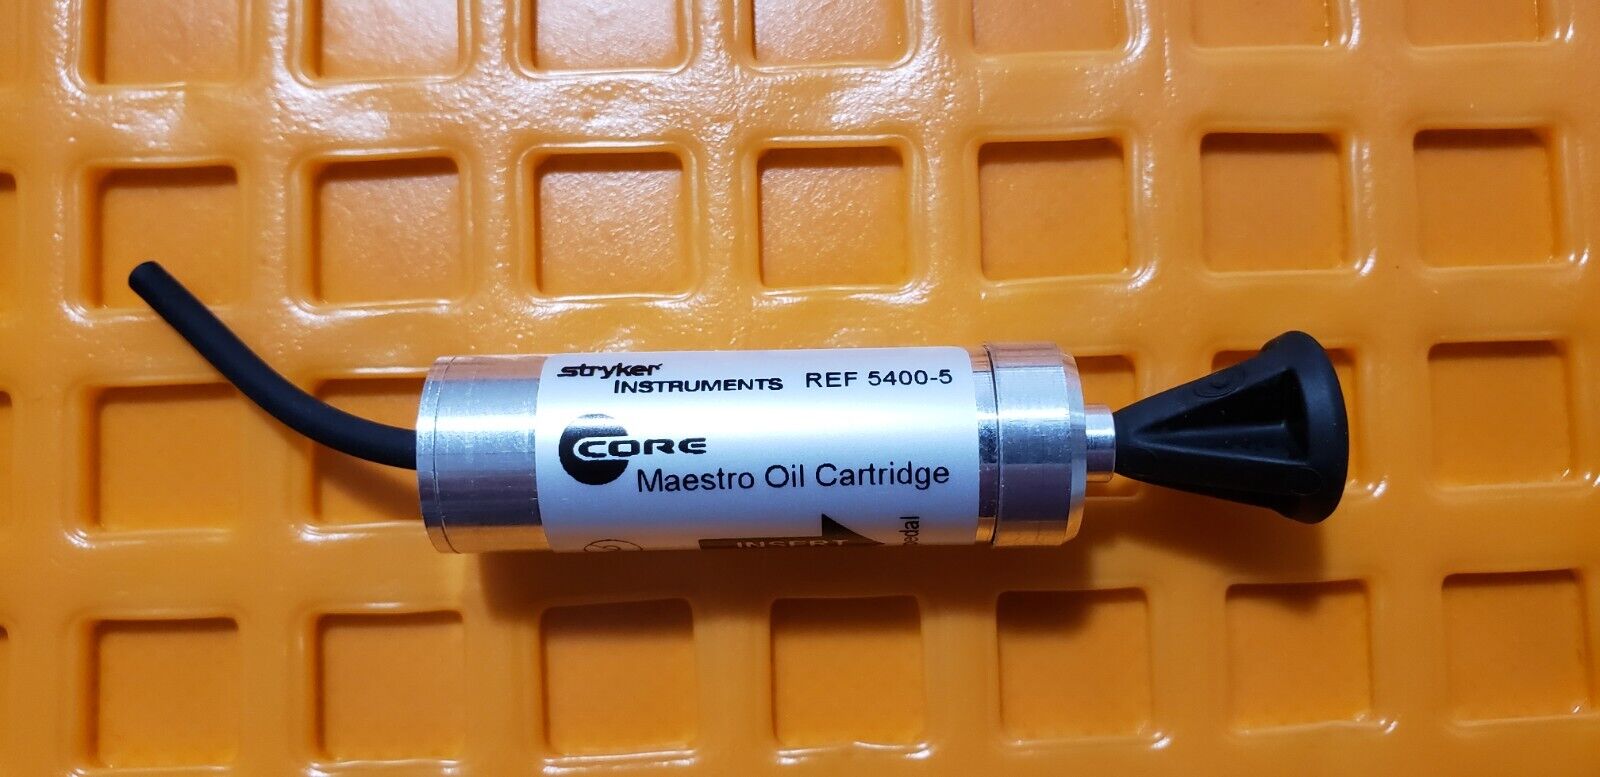 stryker
INSTRUMENTS REF 5400-5
CORE
Maestro Oil Cartridge
INSERT